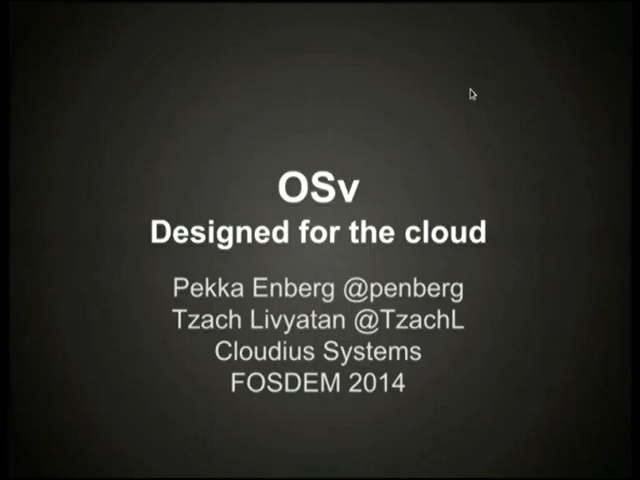 OSv
Designed for the cloud
Pekka Enberg @penberg
Tzach Livyatan @TzachL
Cloudius Systems
FOSDEM 2014